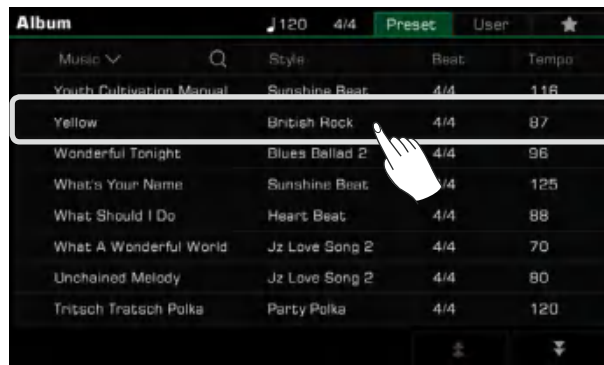 Album ♩120 4/4 Preset User ★
Music Style Beat Tempo
Youth Cultivation Manual Sunshine Beat 4/4 116
Yellow British Rock 4/4 87
Wonderful Tonight Blues Ballad 2 4/4 96
What's Your Name Sunshine Beat 4/4 125
What Should I Do Heart Beat 4/4 88
What A Wonderful World Jz Love Song 2 4/4 70
Unchained Melody Jz Love Song 2 4/4 80
Tritsch Tratsch Polka Party Polka 4/4 120